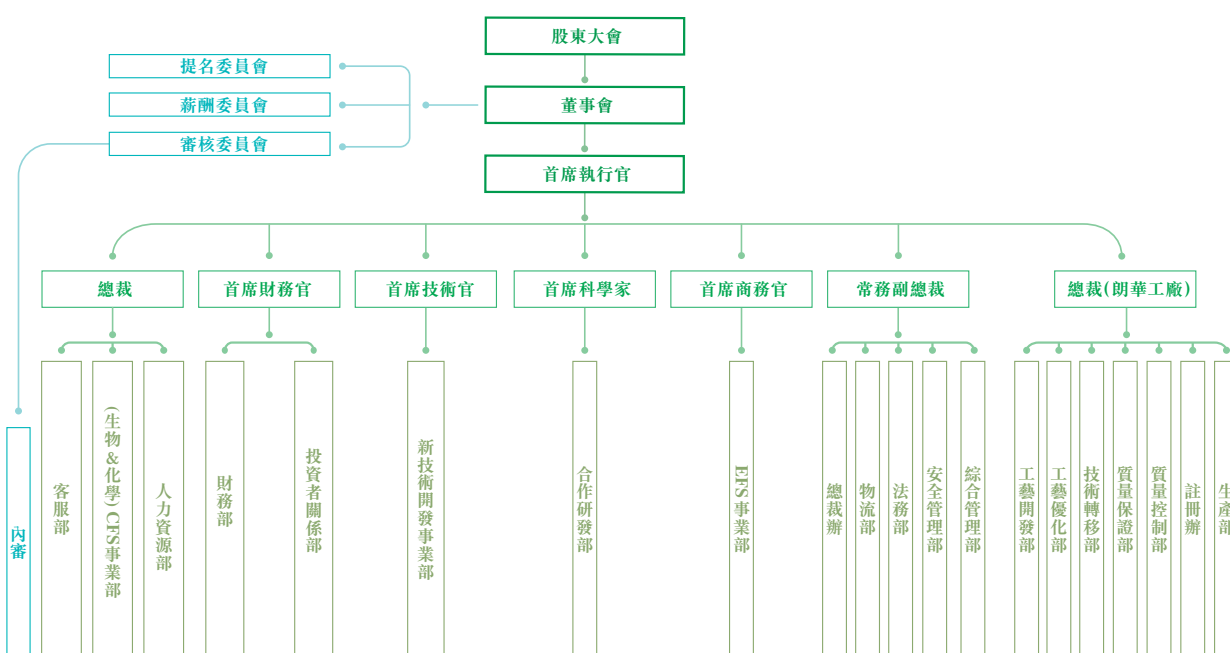 股東大會
提名委員會
薪酬委員會
董事會
審核委員會
首席執行官
總裁
首席財務官
首席技術官
首席科學家
首席商務官
常務副總裁
總裁(朗華工廠)
內審
客服部
(生物&化學)CFS事業部
人力資源部
財務部
投資者關係部
新技術開發事業部
合作研發部
EFS事業部
總裁辦
物流部
法務部
安全管理部
綜合管理部
工藝開發部
工藝優化部
技術轉移部
質量保證部
質量控制部
註冊辦
生產部